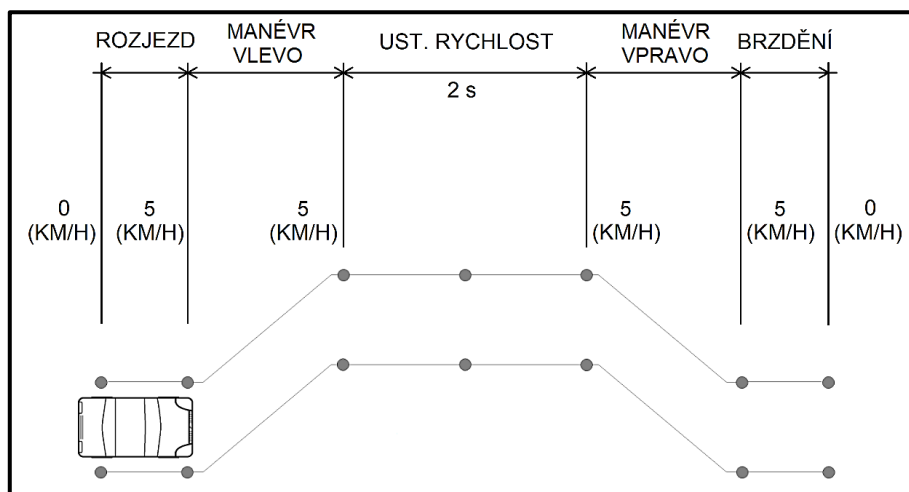 ROZJEZD
MANÉVR
VLEVO
UST. RYCHLOST
MANÉVR
VPRAVO
BRZDĚNÍ
2 s
0
(KM/H)
5
(KM/H)
5
(KM/H)
5
(KM/H)
5
(KM/H)
0
(KM/H)